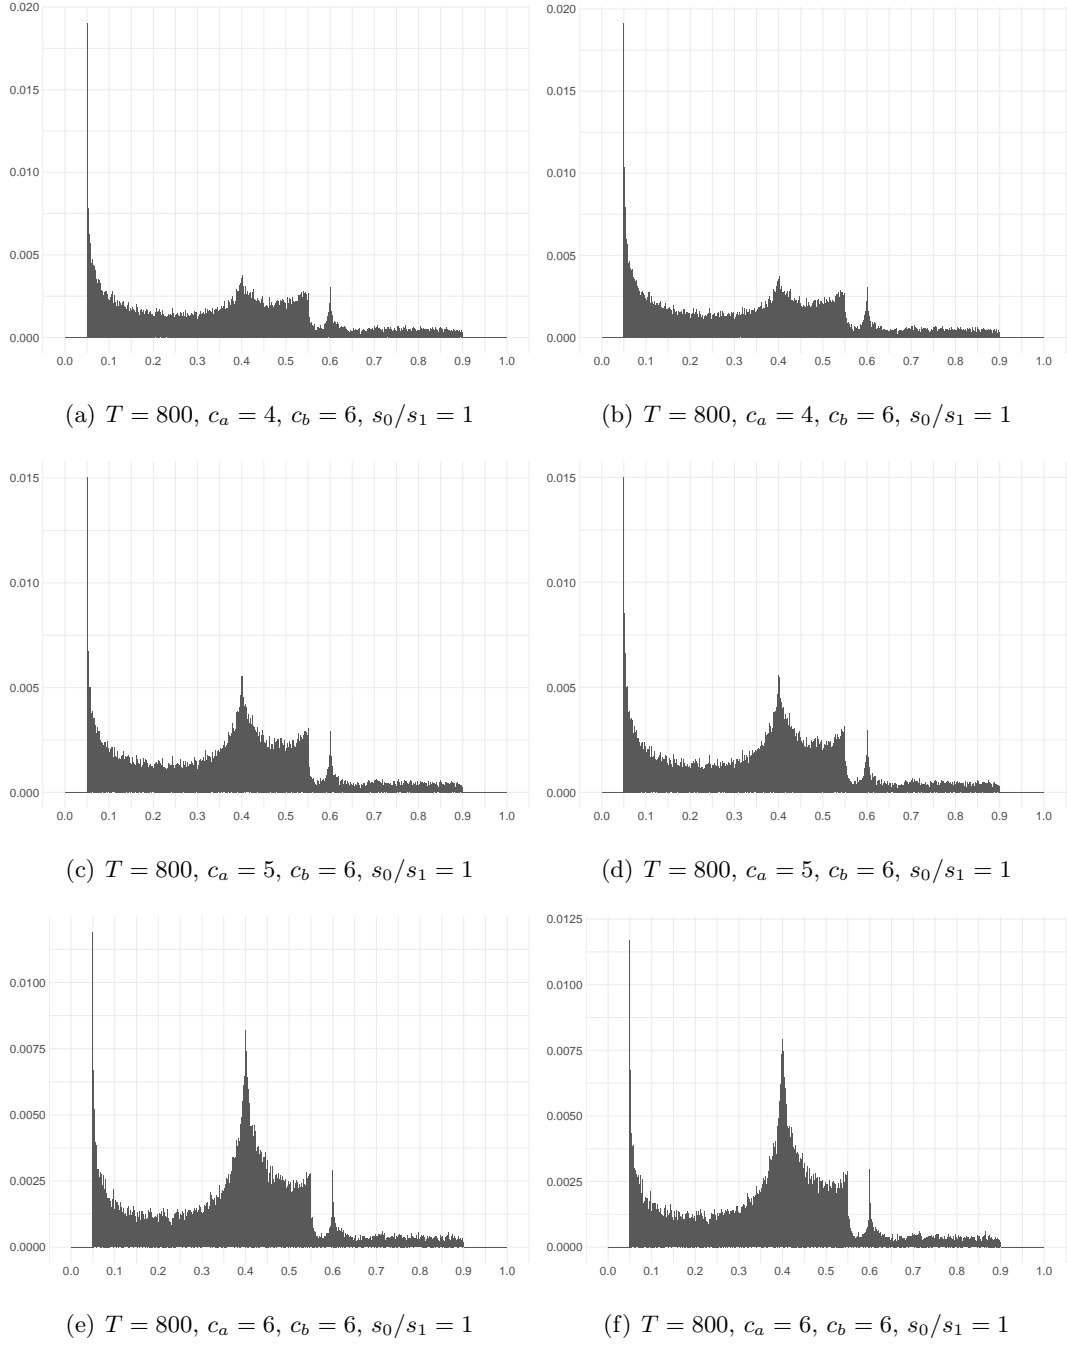 0.020
0.015
0.010
0.005
0.000
0.0 0.1 0.2 0.3 0.4 0.5 0.6 0.7 0.8 0.9 1.0
(a) T = 800, c_a = 4, c_b = 6, s_0/s_1 = 1
0.020
0.015
0.010
0.005
0.000
0.0 0.1 0.2 0.3 0.4 0.5 0.6 0.7 0.8 0.9 1.0
(b) T = 800, c_a = 4, c_b = 6, s_0/s_1 = 1
0.015
0.010
0.005
0.000
0.0 0.1 0.2 0.3 0.4 0.5 0.6 0.7 0.8 0.9 1.0
(c) T = 800, c_a = 5, c_b = 6, s_0/s_1 = 1
0.015
0.010
0.005
0.000
0.0 0.1 0.2 0.3 0.4 0.5 0.6 0.7 0.8 0.9 1.0
(d) T = 800, c_a = 5, c_b = 6, s_0/s_1 = 1
0.0100
0.0075
0.0050
0.0025
0.0000
0.0 0.1 0.2 0.3 0.4 0.5 0.6 0.7 0.8 0.9 1.0
(e) T = 800, c_a = 6, c_b = 6, s_0/s_1 = 1
0.0125
0.0100
0.0075
0.0050
0.0025
0.0000
0.0 0.1 0.2 0.3 0.4 0.5 0.6 0.7 0.8 0.9 1.0
(f) T = 800, c_a = 6, c_b = 6, s_0/s_1 = 1